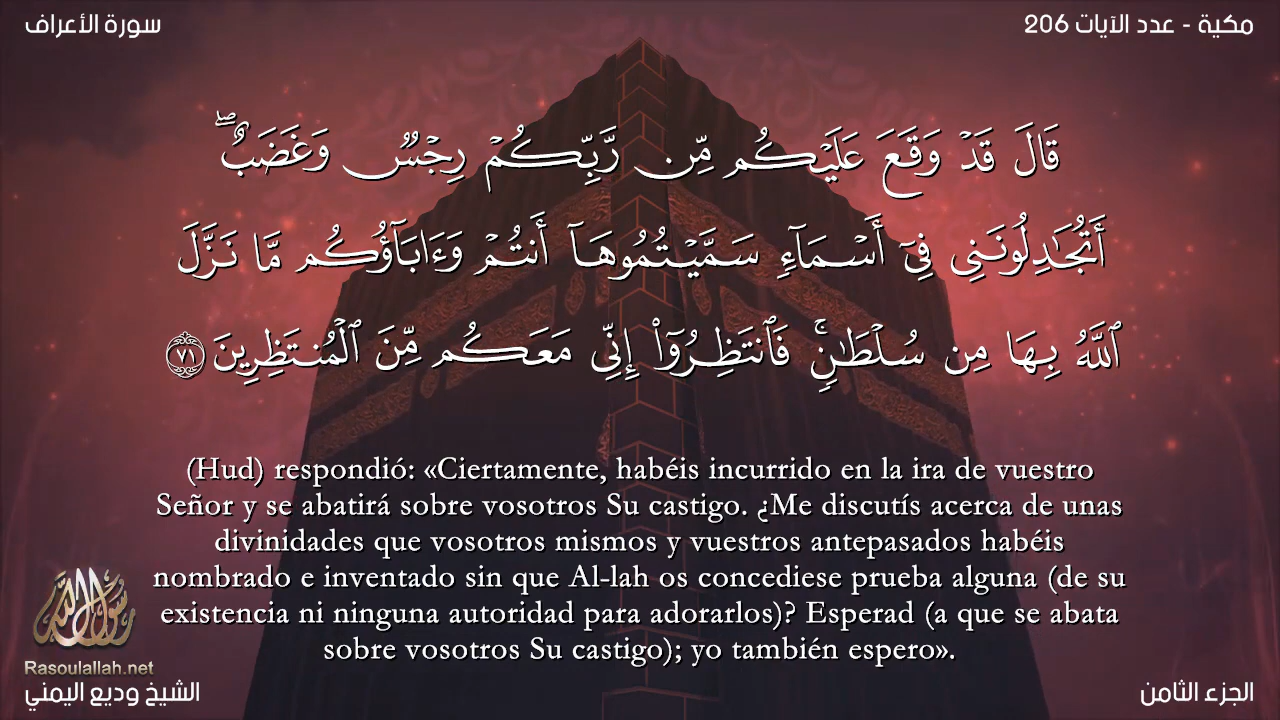 سورة الأعراف
مكية - عدد الآيات 206
قَالَ قَدْ وَقَعَ عَلَيْكُم مِّن رَّبِّكُمْ رِجْسٌ وَغَضَبٌ ۖ
أَتُجَٰدِلُونَنِى فِىٓ أَسْمَآءٍ سَمَّيْتُمُوهَآ أَنتُمْ وَءَابَآؤُكُم مَّا نَزَّلَ
ٱللَّهُ بِهَا مِن سُلْطَٰنٍ ۚ فَٱنتَظِرُوٓا۟ إِنِّى مَعَكُم مِّنَ ٱلْمُنتَظِرِينَ ٧١
(Hud) respondió: «Ciertamente, habéis incurrido en la ira de vuestro
Señor y se abatirá sobre vosotros Su castigo. ¿Me discutís acerca de unas
divinidades que vosotros mismos y vuestros antepasados habéis
nombrado e inventado sin que Al-lah os concediese prueba alguna (de su
existencia ni ninguna autoridad para adorarlos)? Esperad (a que se abata
sobre vosotros Su castigo); yo también espero».
رسول الله
Rasoulallah.net
الشيخ وديع اليمني
الجزء الثامن